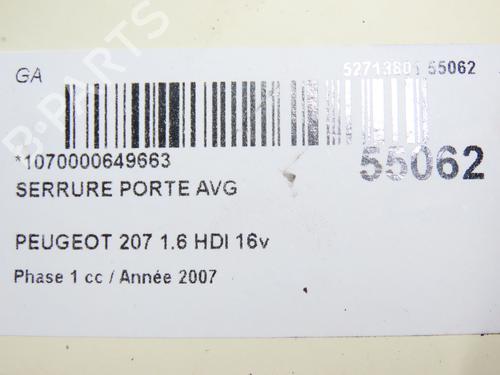 GA
52713801 55062
*1070000649663
55062
SERRURE PORTE AVG
PEUGEOT 207 1.6 HDI 16v
Phase 1 cc / Année 2007
B-PARTS